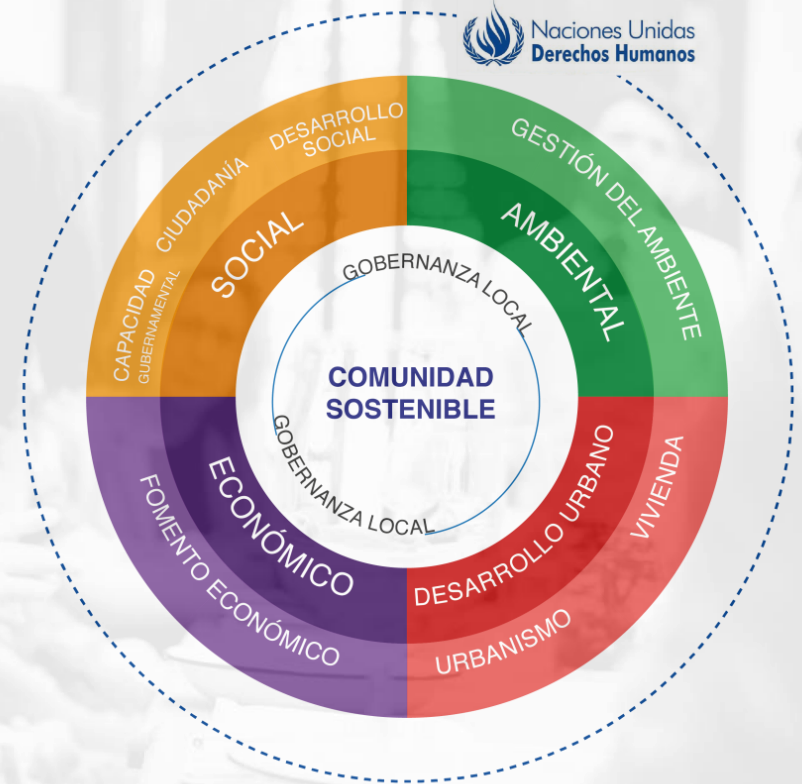 Naciones Unidas
Derechos Humanos
DESARROLLO
SOCIAL
CIUDADANÍA
CAPACIDAD
GUBERNAMENTAL
SOCIAL
GESTIÓN DEL AMBIENTE
AMBIENTAL
GOBERNANZA LOCAL
COMUNIDAD
SOSTENIBLE
GOBERNANZA LOCAL
ECONÓMICO
FOMENTO ECONÓMICO
DESARROLLO URBANO
VIVIENDA
URBANISMO